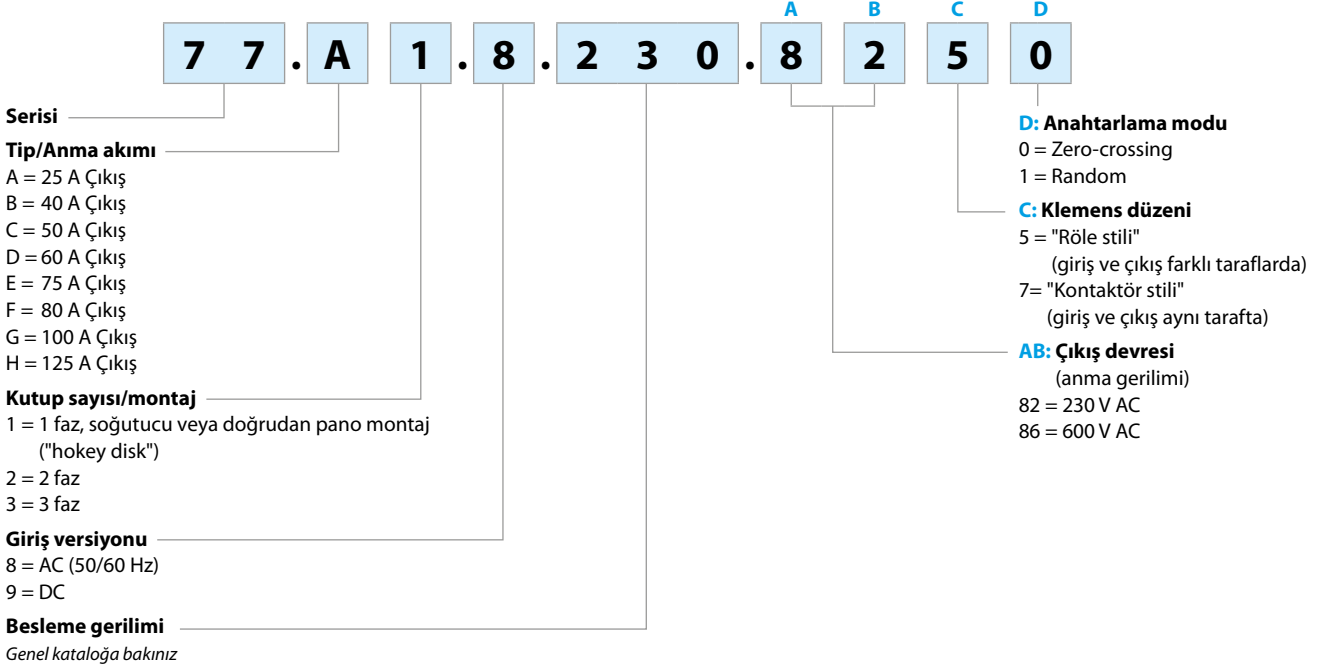 A B C D
7 7 . A 1 . 8 . 2 3 0 . 8 2 5 0
Serisi
Tip/Anma akımı
A = 25 A Çıkış
B = 40 A Çıkış
C = 50 A Çıkış
D = 60 A Çıkış
E = 75 A Çıkış
F = 80 A Çıkış
G = 100 A Çıkış
H = 125 A Çıkış
Kutup sayısı/montaj
1 = 1 faz, soğutucu veya doğrudan pano montaj
("hokey disk")
2 = 2 faz
3 = 3 faz
Giriş versiyonu
8 = AC (50/60 Hz)
9 = DC
Besleme gerilimi
Genel kataloğa bakınız
D: Anahtarlama modu
0 = Zero-crossing
1 = Random
C: Klemens düzeni
5 = "Röle stili"
(giriş ve çıkış farklı taraflarda)
7= "Kontaktör stili"
(giriş ve çıkış aynı tarafta)
AB: Çıkış devresi
(anma gerilimi)
82 = 230 V AC
86 = 600 V AC